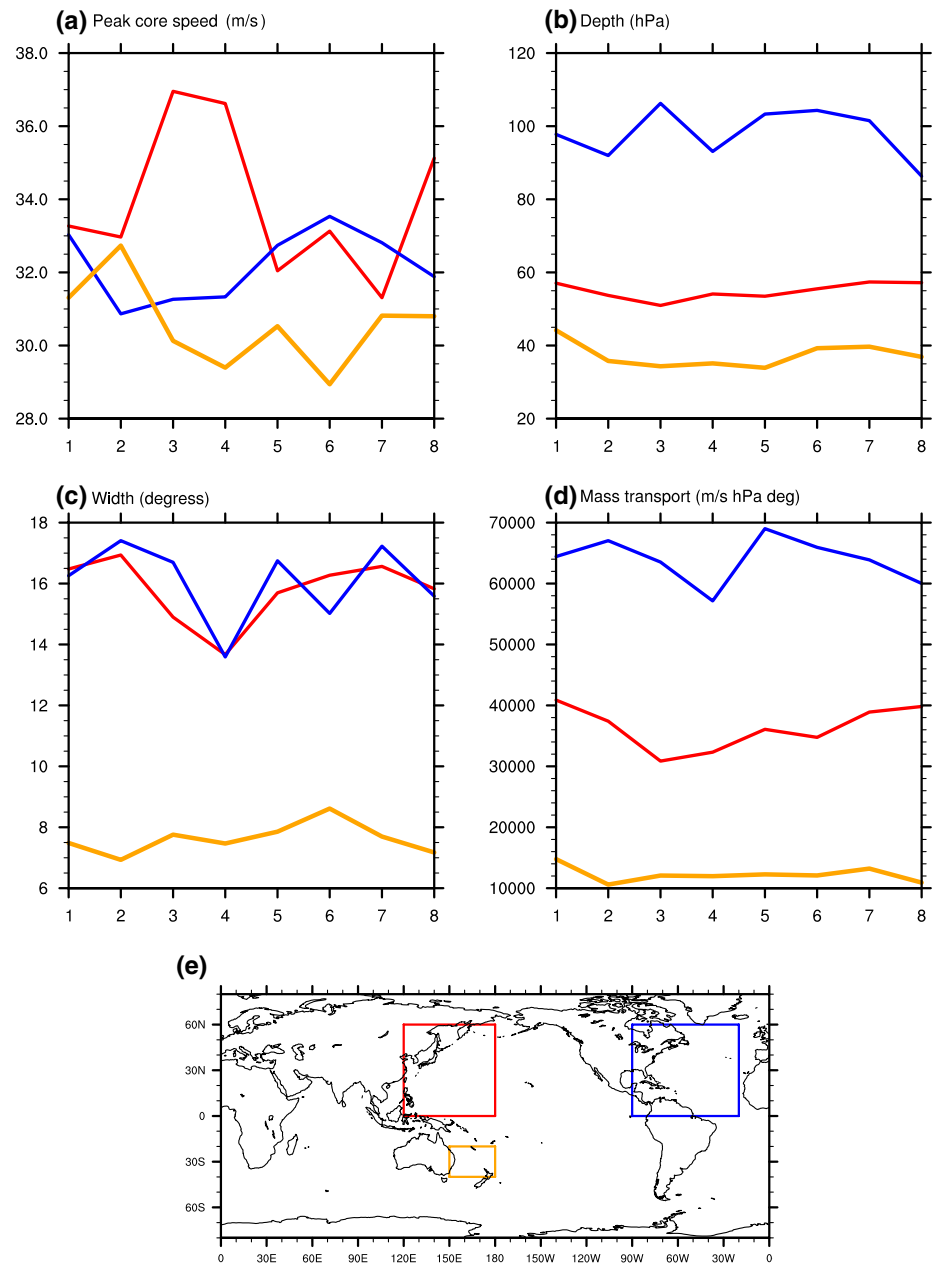 (a) Peak core speed (m/s)
38.0
36.0
34.0
32.0
30.0
28.0
1 2 3 4 5 6 7 8
(b) Depth (hPa)
120
100
80
60
40
20
1 2 3 4 5 6 7 8
(c) Width (degress)
18
16
14
12
10
8
6
1 2 3 4 5 6 7 8
(d) Mass transport (m/s hPa deg)
70000
60000
50000
40000
30000
20000
10000
1 2 3 4 5 6 7 8
(e)
60N
30N
0
30S
60S
0 30E 60E 90E 120E 150E 180 150W 120W 90W 60W 30W 0